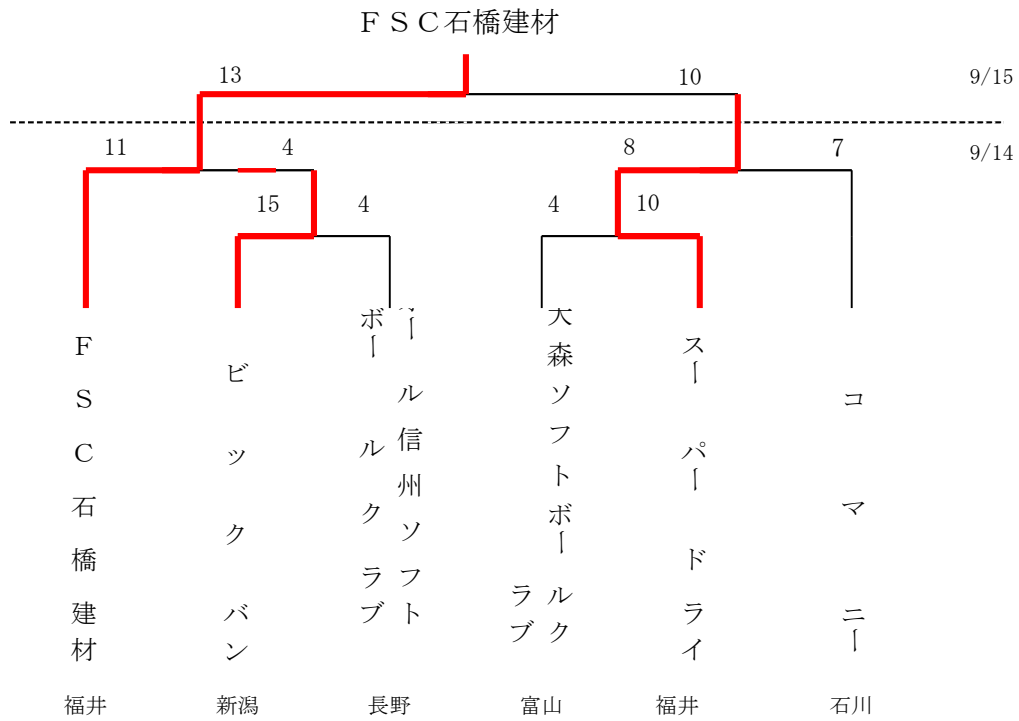 ＦＳＣ石橋建材
13
10
9/15
11
4
8
7
9/14
15
4
4
10
ＦＳＣ石橋建材
ビックバン
オール信州ソフト
ボールクラブ
大森ソフトボールク
ラブ
スーパードライ
コマニー
福井
新潟
長野
富山
福井
石川